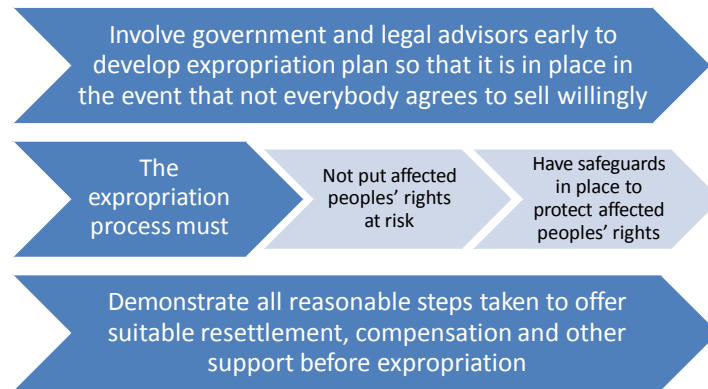 Involve government and legal advisors early to
develop expropriation plan so that it is in place in
the event that not everybody agrees to sell willingly
The
expropriation
process must
Not put affected
peoples’ rights
at risk
Have safeguards
in place to
protect affected
peoples’ rights
Demonstrate all reasonable steps taken to offer
suitable resettlement, compensation and other
support before expropriation